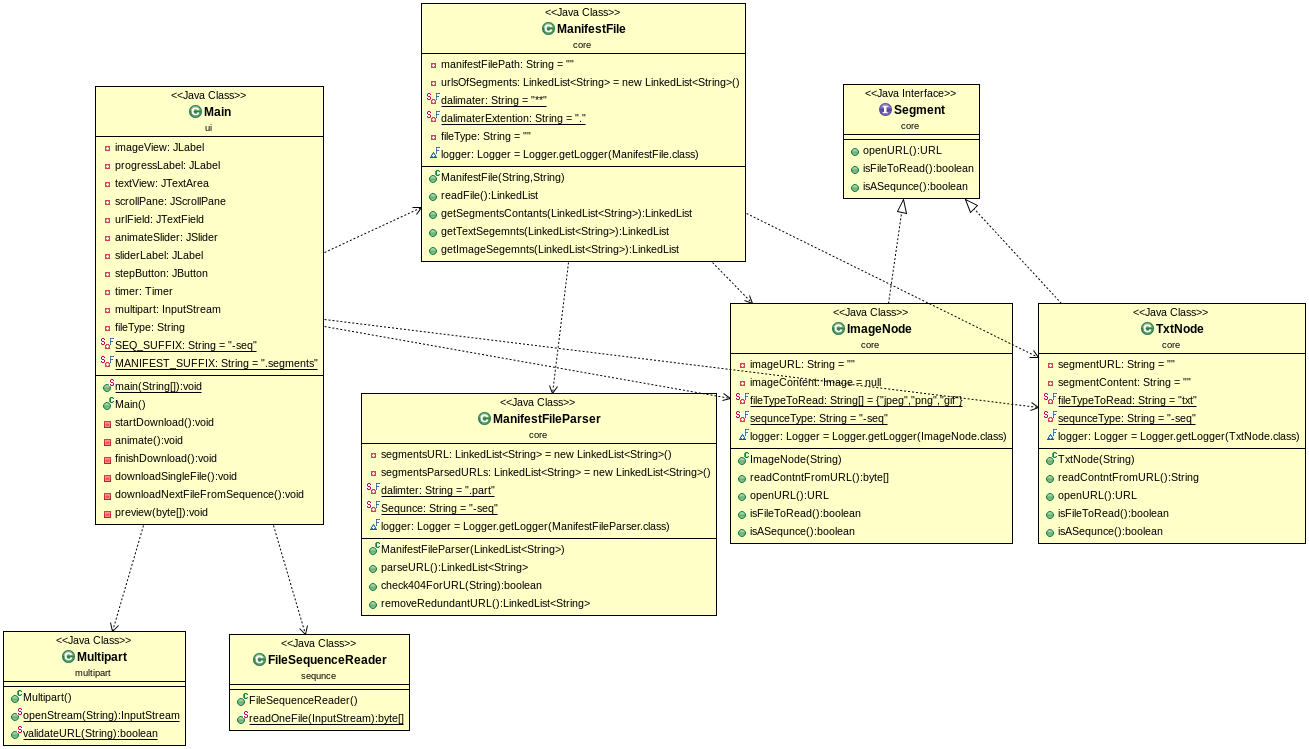 <<Java Class>>
ManifestFile
core
manifestFilePath: String = ""
urlsOfSegments: LinkedList<String> = new LinkedList<String>()
dalimater: String = "**"
dalimaterExtention: String = "."
fileType: String = ""
logger: Logger = Logger.getLogger(ManifestFile.class)
ManifestFile(String,String)
readFile():LinkedList
getSegmentsContants(LinkedList<String>):LinkedList
getTextSegemnts(LinkedList<String>):LinkedList
getImageSegemnts(LinkedList<String>):LinkedList
<<Java Class>>
Main
ui
imageView: JLabel
progressLabel: JLabel
textView: JTextArea
scrollPane: JScrollPane
urlField: JTextField
animateSlider: JSlider
sliderLabel: JLabel
stepButton: JButton
timer: Timer
multipart: InputStream
fileType: String
SEQ_SUFFIX: String = "-seq"
MANIFEST_SUFFIX: String = ".segments"
main(String[]):void
Main()
startDownload():void
animate():void
finishDownload():void
downloadSingleFile():void
downloadNextFileFromSequence():void
preview(byte[]):void
<<Java Interface>>
Segment
core
openURL():URL
isFileToRead():boolean
isASequnce():boolean
<<Java Class>>
ImageNode
core
imageURL: String = ""
imageContent: Image = null
fileTypeToRead: String[] = {"jpeg","png","gif"}
sequnceType: String = "-seq"
logger: Logger = Logger.getLogger(ImageNode.class)
ImageNode(String)
readContntFromURL():byte[]
openURL():URL
isFileToRead():boolean
isASequnce():boolean
<<Java Class>>
TxtNode
core
segmentURL: String = ""
segmentContent: String = ""
fileTypeToRead: String = "txt"
sequnceType: String = "-seq"
logger: Logger = Logger.getLogger(TxtNode.class)
TxtNode(String)
readContntFromURL():String
openURL():URL
isFileToRead():boolean
isASequnce():boolean
<<Java Class>>
ManifestFileParser
core
segmentsURL: LinkedList<String> = new LinkedList<String>()
segmentsParsedURLs: LinkedList<String> = new LinkedList<String>()
dalimter: String = ".part"
Sequnce: String = "-seq"
logger: Logger = Logger.getLogger(ManifestFileParser.class)
ManifestFileParser(LinkedList<String>)
parseURL():LinkedList<String>
check404ForURL(String):boolean
removeRedundantURL():LinkedList<String>
<<Java Class>>
Multipart
multipart
Multipart()
openStream(String):InputStream
validateURL(String):boolean
<<Java Class>>
FileSequenceReader
sequnce
FileSequenceReader()
readOneFile(InputStream):byte[]